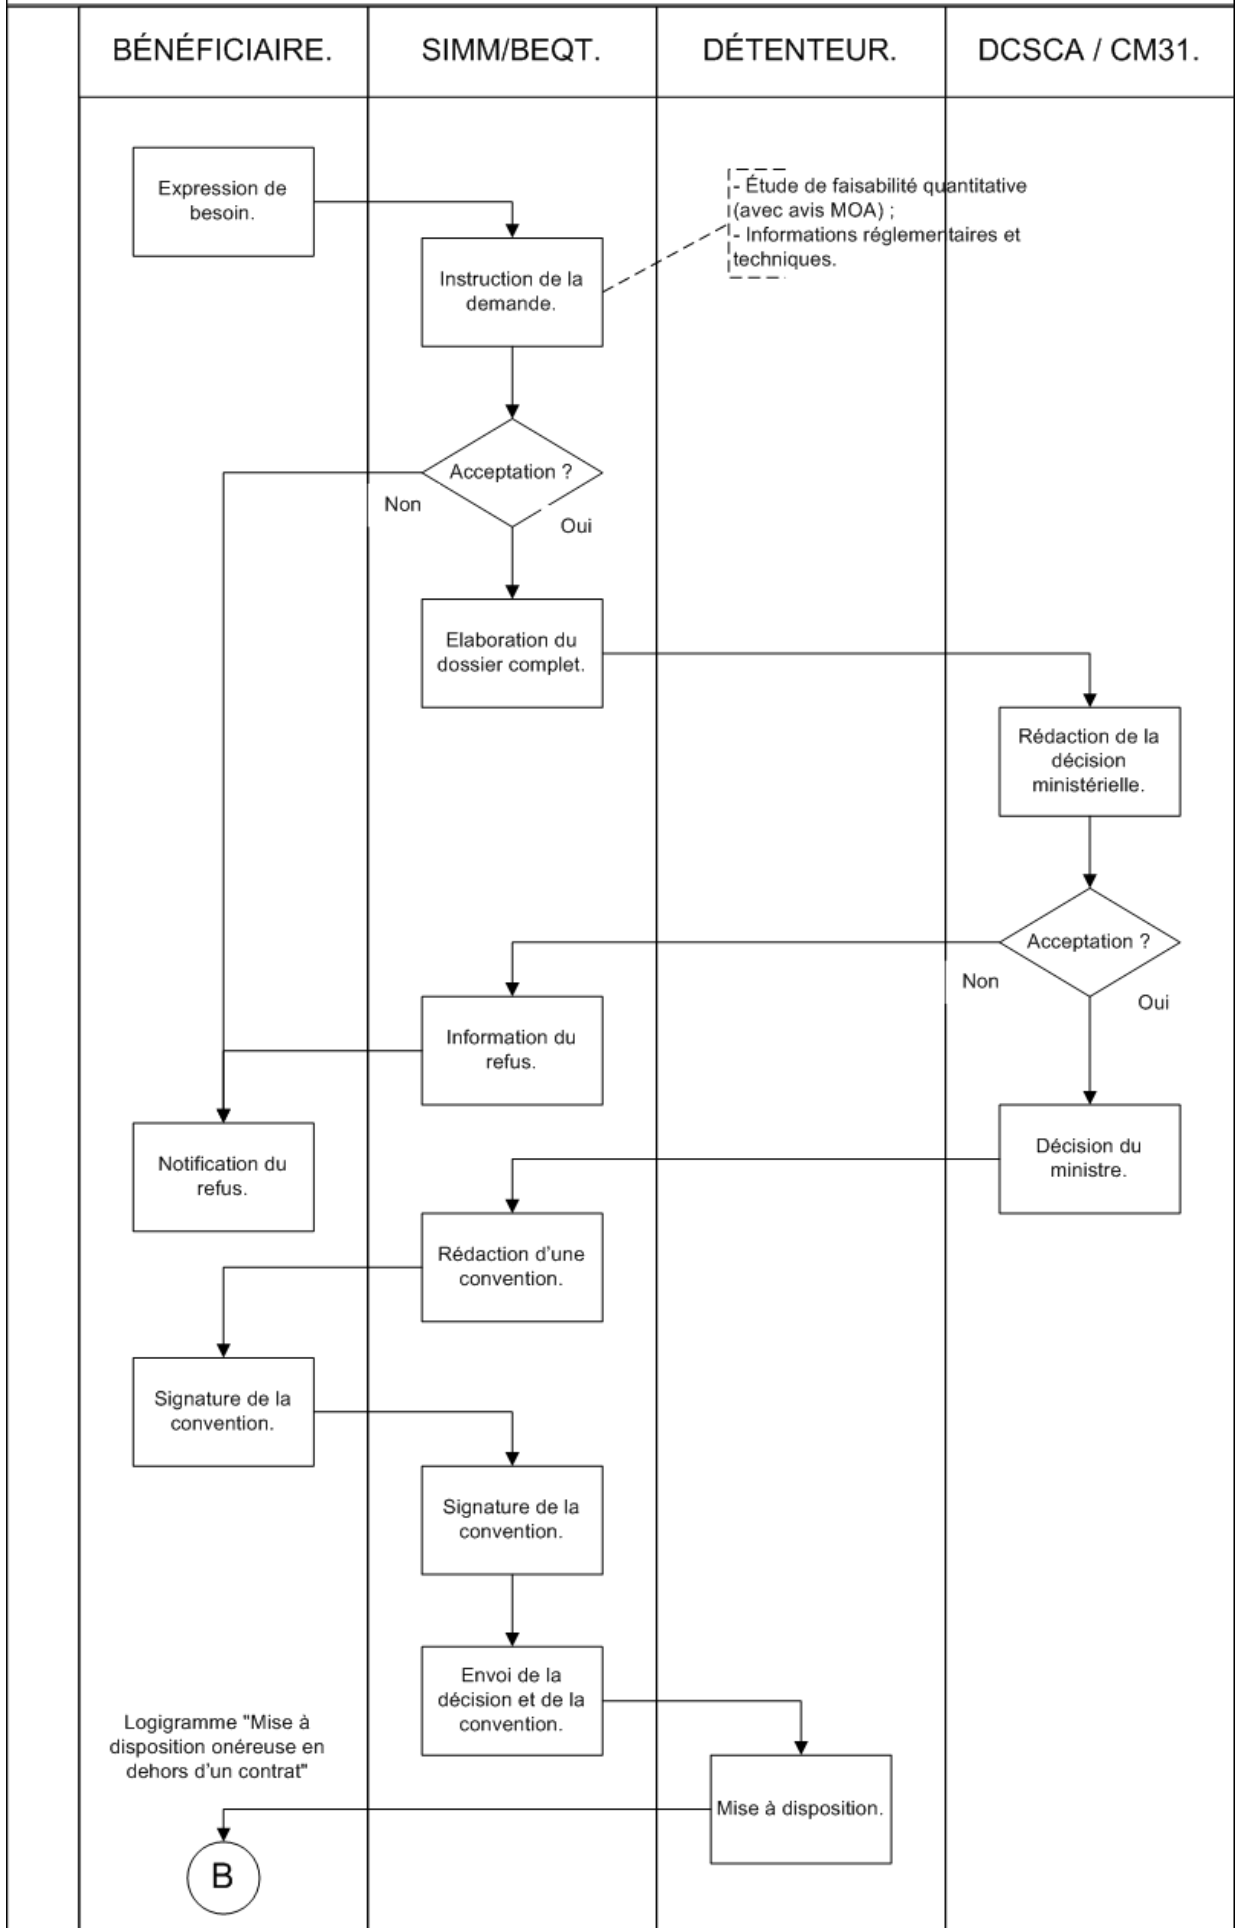 BÉNÉFICIAIRE.
SIMM/BEQT.
DÉTENTEUR.
DCSCA / CM31.
Expression de
besoin.
- Étude de faisabilité quantitative
(avec avis MOA) ;
- Informations réglementaires et
techniques.
Instruction de la
demande.
Acceptation ?
Non
Oui
Elaboration du
dossier complet.
Rédaction de la
décision
ministérielle.
Acceptation ?
Non
Oui
Information du
refus.
Notification du
refus.
Décision du
ministre.
Rédaction d'une
convention.
Signature de la
convention.
Signature de la
convention.
Envoi de la
décision et de la
convention.
Logigramme "Mise à
disposition onéreuse en
dehors d'un contrat"
Mise à disposition.
B